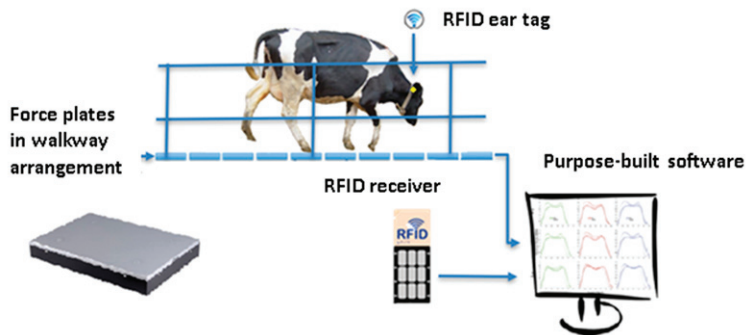 RFID ear tag
Force plates
in walkway
arrangement
Purpose-built software
RFID receiver
RFID